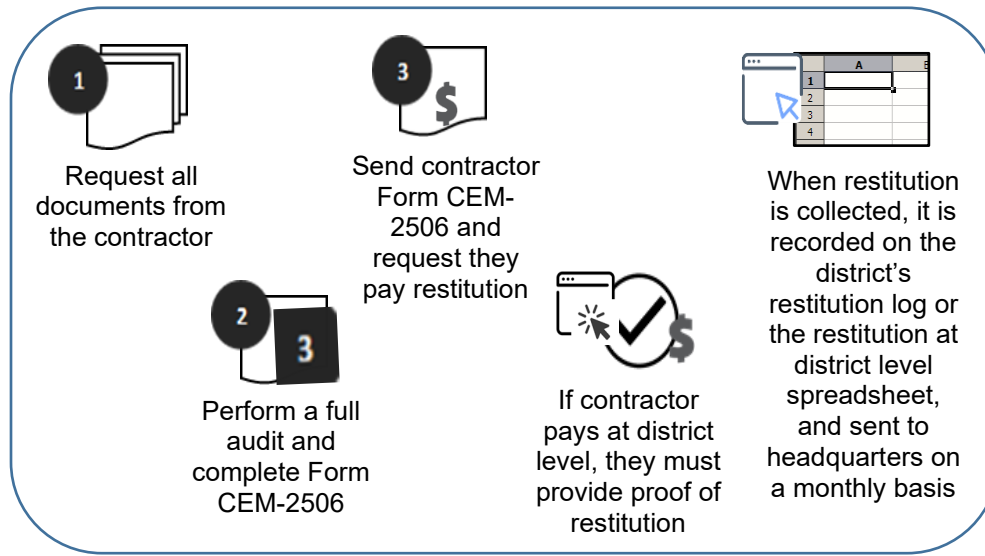 1
Request all
documents from
the contractor
2
3
Perform a full
audit and
complete Form
CEM-2506
3
$
Send contractor
Form CEM-
2506 and
request they
pay restitution
$
If contractor
pays at district
level, they must
provide proof of
restitution
A
1
2
3
4
When restitution
is collected, it is
recorded on the
district’s
restitution log or
the restitution at
district level
spreadsheet,
and sent to
headquarters on
a monthly basis